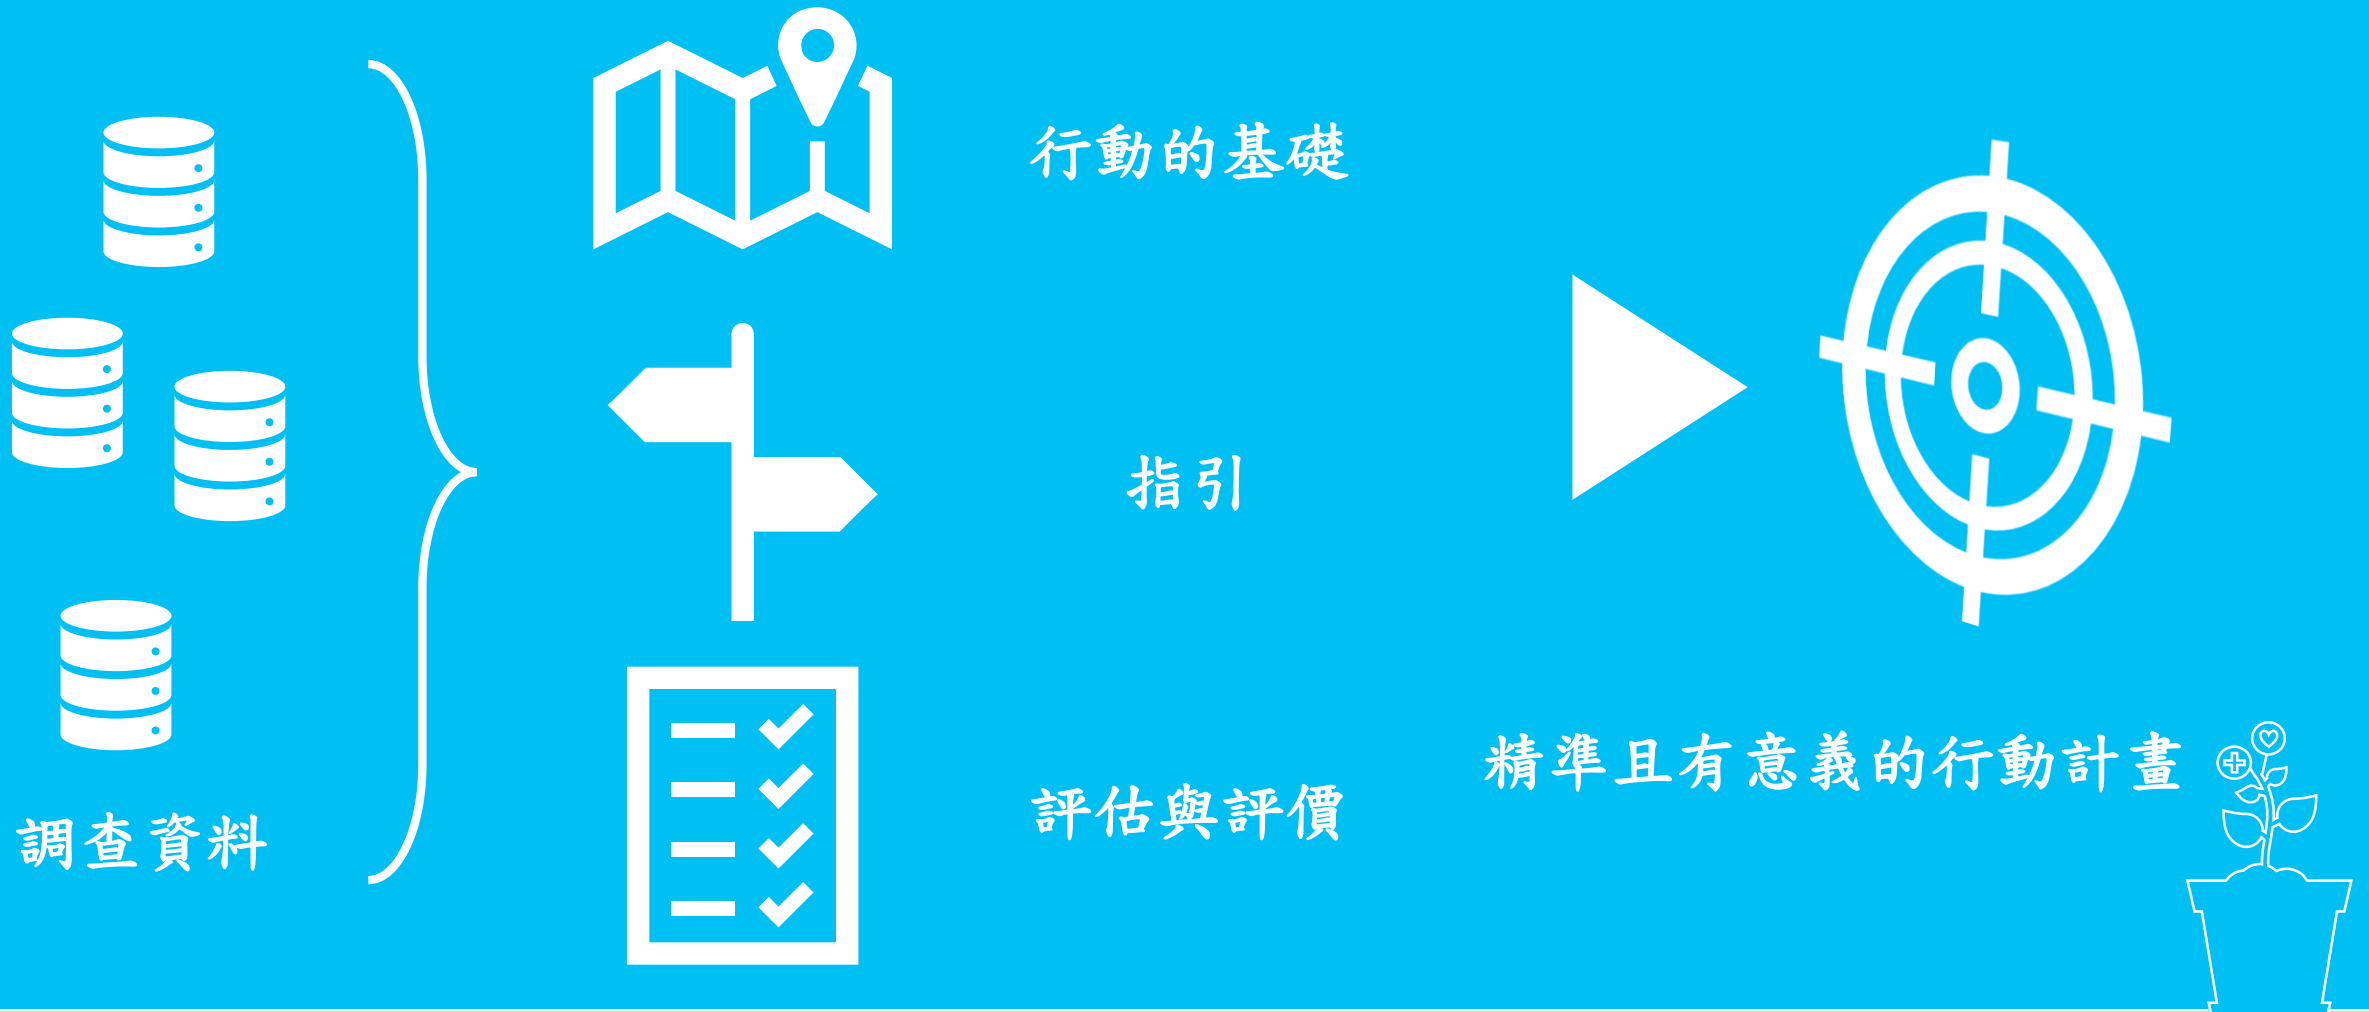 調查資料
行動的基礎
指引
評估與評價
精準且有意義的行動計畫